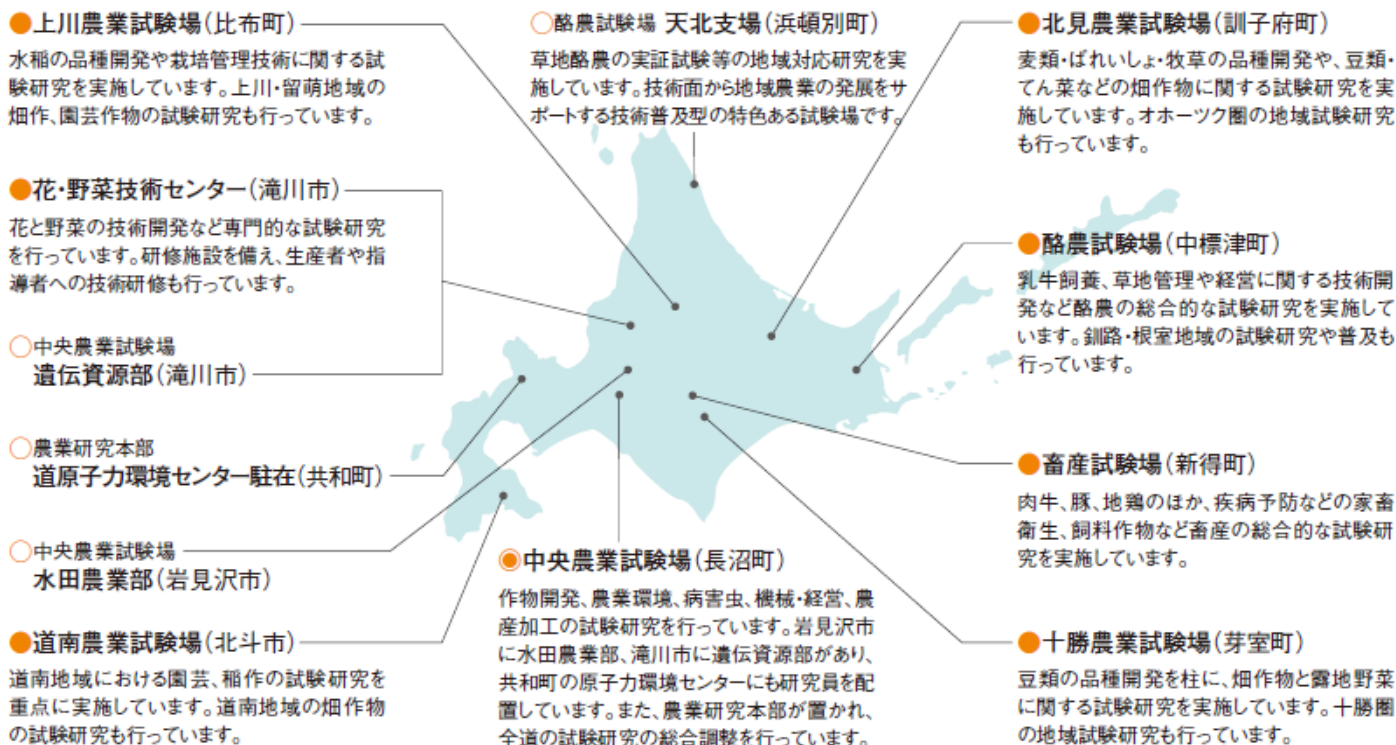 ●上川農業試験場(比布町)
水稲の品種開発や栽培管理技術に関する試
験研究を実施しています。上川・留萌地域の
畑作、園芸作物の試験研究も行っています。
●花・野菜技術センター(滝川市)
花と野菜の技術開発など専門的な試験研究
を行っています。研修施設を備え、生産者や指
導者への技術研修も行っています。
○中央農業試験場
遺伝資源部(滝川市)
○農業研究本部
道原子力環境センター駐在(共和町)
○中央農業試験場
水田農業部(岩見沢市)
●道南農業試験場(北斗市)
道南地域における園芸、稲作の試験研究を
重点に実施しています。道南地域の畑作物
の試験研究も行っています。
○酪農試験場 天北支場(浜頓別町)
草地酪農の実証試験等の地域対応研究を実
施しています。技術面から地域農業の発展をサ
ポートする技術普及型の特色ある試験場です。
◉中央農業試験場(長沼町)
作物開発、農業環境、病害虫、機械・経営、農
産加工の試験研究を行っています。岩見沢市
に水田農業部、滝川市に遺伝資源部があり、
共和町の原子力環境センターにも研究員を配
置しています。また、農業研究本部が置かれ、
全道の試験研究の総合調整を行っています。
●北見農業試験場(訓子府町)
麦類・ばれいしょ・牧草の品種開発や、豆類・
てん菜などの畑作物に関する試験研究を実
施しています。オホーツク圏の地域試験研究
も行っています。
●酪農試験場(中標津町)
乳牛飼養、草地管理や経営に関する技術開
発など酪農の総合的な試験研究を実施して
います。釧路・根室地域の試験研究や普及も
行っています。
●畜産試験場(新得町)
肉牛、豚、地鶏のほか、疾病予防などの家畜
衛生、飼料作物など畜産の総合的な試験研
究を実施しています。
●十勝農業試験場(芽室町)
豆類の品種開発を柱に、畑作物と露地野菜
に関する試験研究を実施しています。十勝圏
の地域試験研究も行っています。